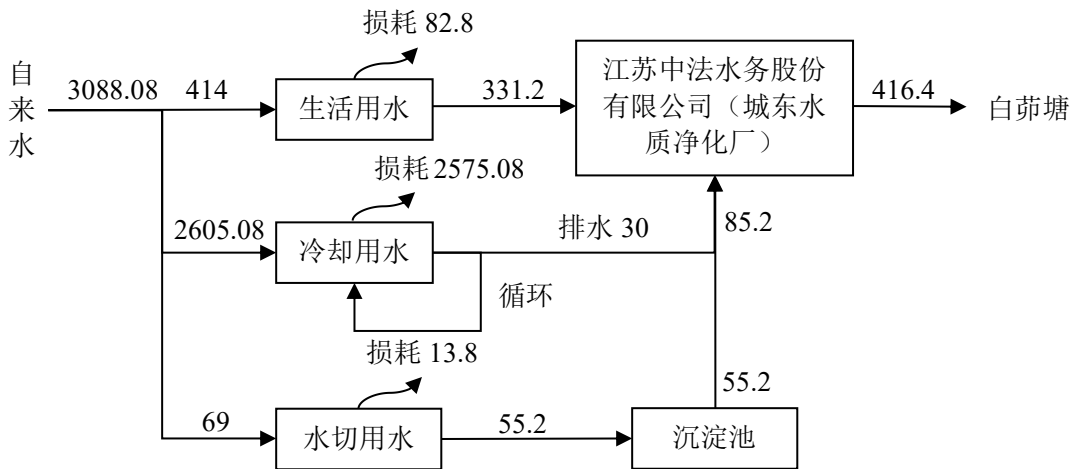 损耗 82.8
自来水
3088.08
414
生活用水
331.2
江苏中法水务股份
有限公司（城东水
质净化厂）
416.4
白茆塘
损耗 2575.08
2605.08
冷却用水
排水 30
85.2
循环
损耗 13.8
69
水切用水
55.2
沉淀池
55.2